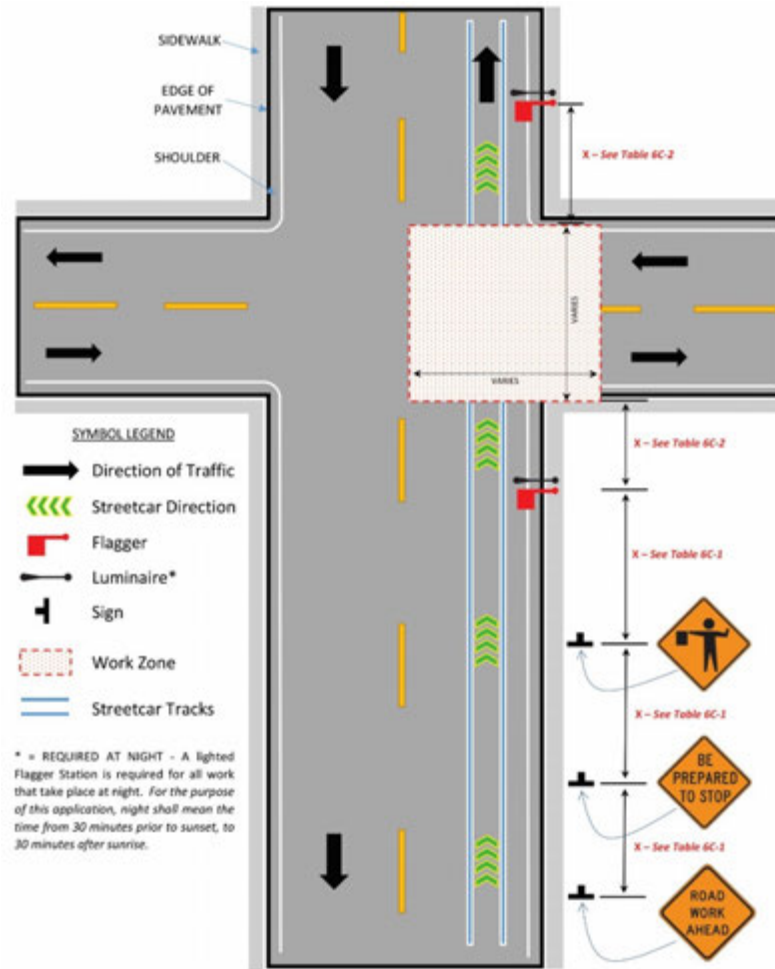 SIDEWALK
EDGE OF
PAVEMENT
SHOULDER
X – See Table 6C-2
VARIES
VARIES
X – See Table 6C-2
X – See Table 6C-1
X – See Table 6C-1
BE
PREPARED
TO STOP
X – See Table 6C-1
ROAD
WORK
AHEAD
SYMBOL LEGEND
Direction of Traffic
Streetcar Direction
Flagger
Luminaire*
Sign
Work Zone
Streetcar Tracks
* = REQUIRED AT NIGHT - A lighted
Flagger Station is required for all work
that take place at night. For the purpose
of this application, night shall mean the
time from 30 minutes prior to sunset, to
30 minutes after sunrise.